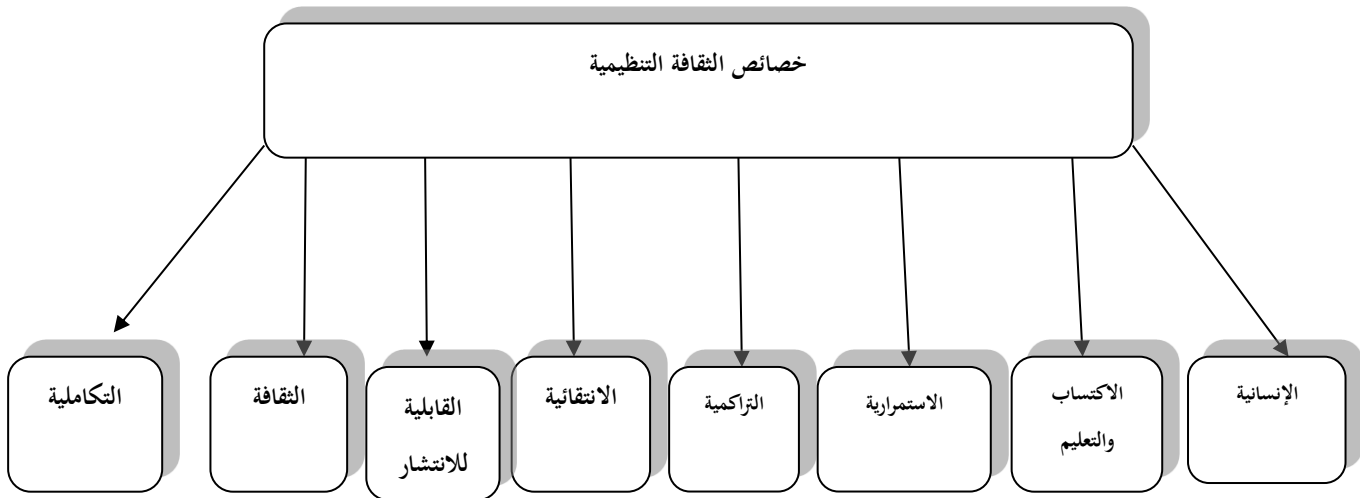 خصائص الثقافة التنظيمية
الإنسانية
الاكتساب
والتعليم
الاستمرارية
التراكمية
الانتقائية
القابلية
للانتشار
الثقافة
التكاملية